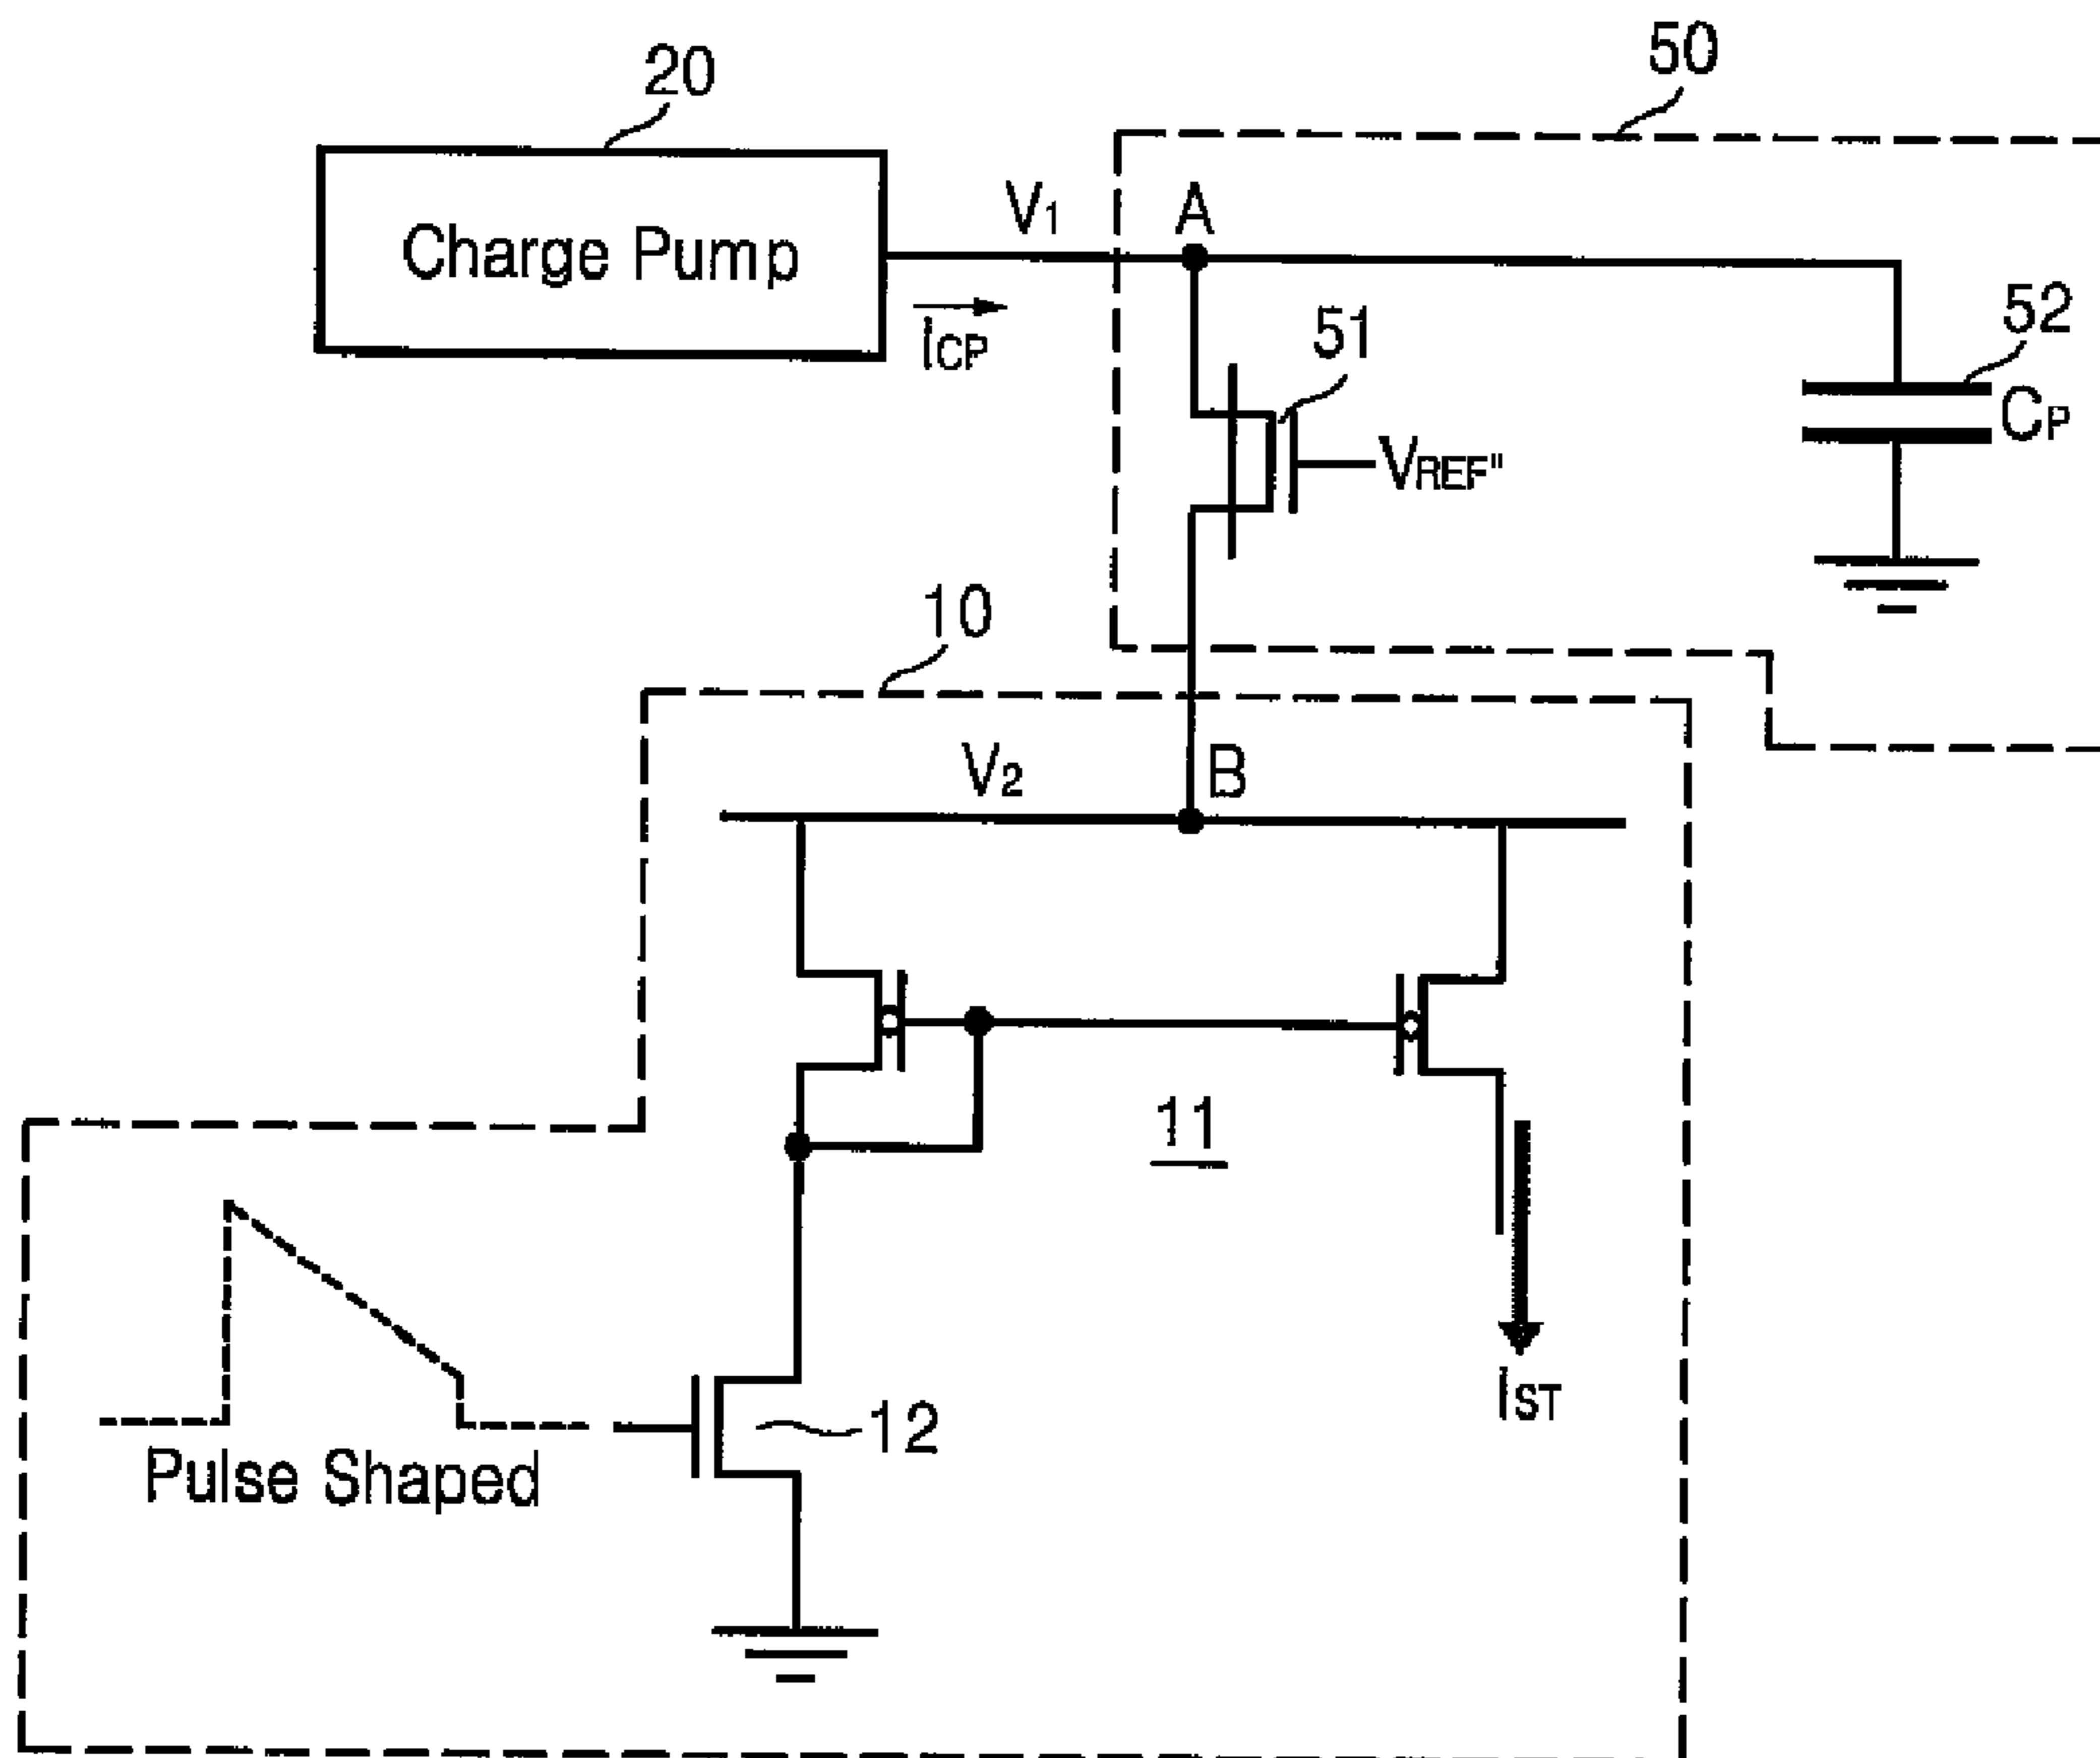 20
50
Charge Pump
V1
A
iCP
51
52
CP
VREF"
10
V2
B
11
IST
12
Pulse Shaped